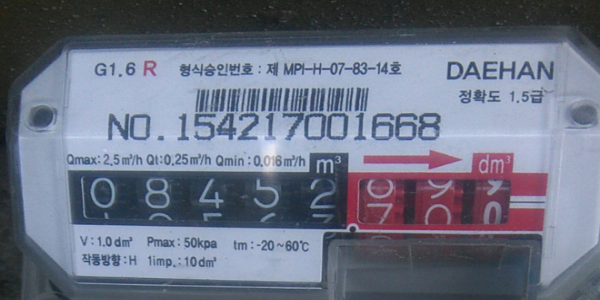 G1.6 R 형식승인번호 : 제 MPI-H-07-83-14호 DAEHAN
정확도 1.5급
NO.154217001668
Qmax: 2.5㎥/h Qt:0.25㎥/h Qmin : 0.016㎥/h m³ dm³
0 8 4 5 2
V : 1.0 dm³ Pmax: 50kpa tm: -20~60℃
작동방향: H 1imp.: 10 dm³